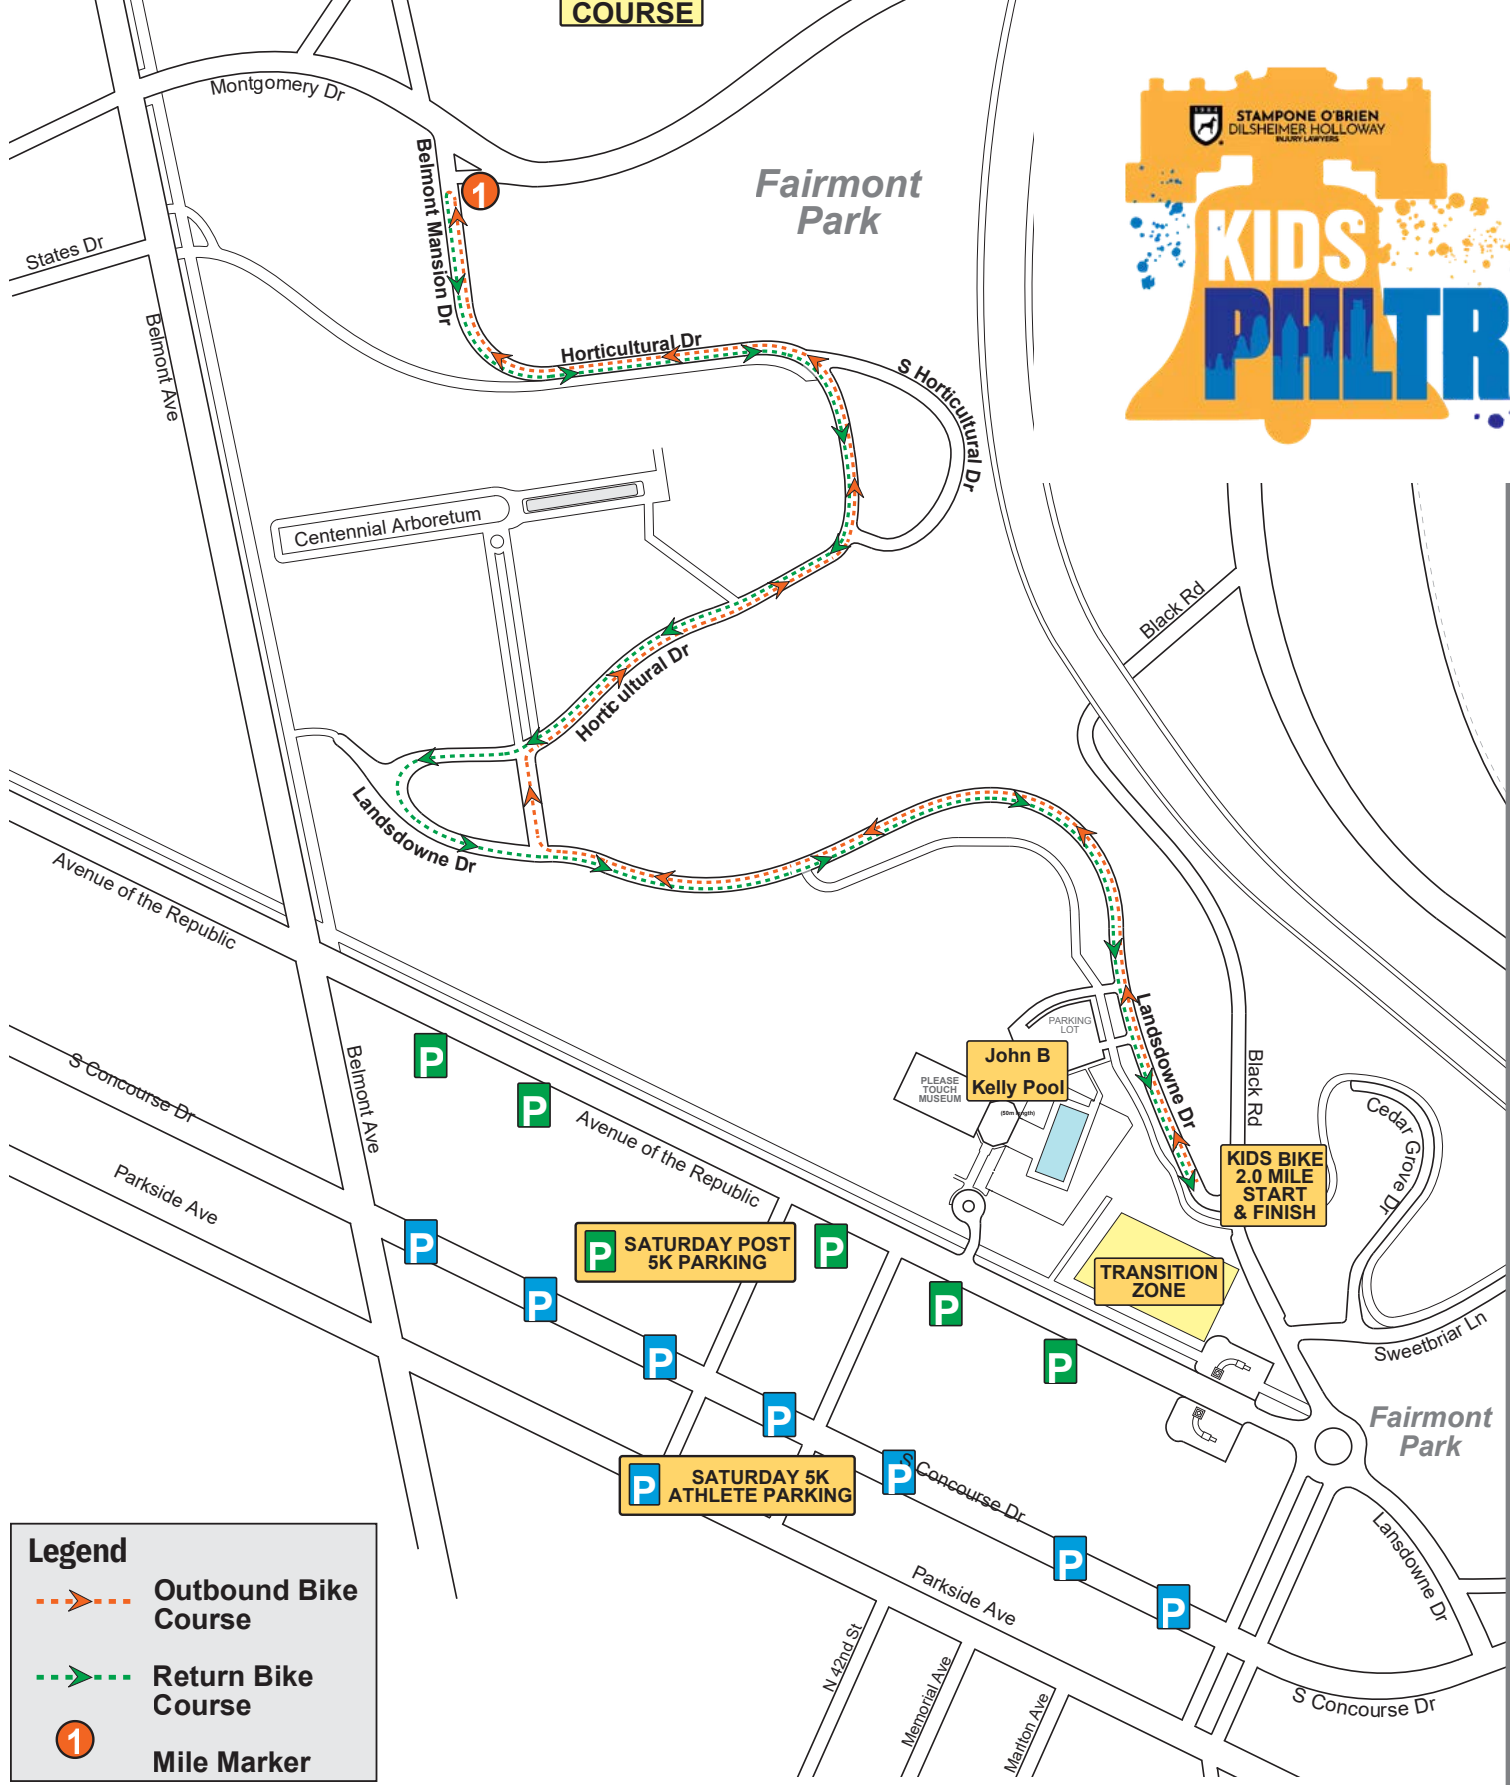 COURSE
Montgomery Dr
1984
STAMPONE O'BRIEN
DILSHEIMER HOLLOWAY
INJURY LAWYERS
KIDS
PHLTR
Belmont Mansion Dr
1
Fairmont
Park
States Dr
Belmont Ave
Horticultural Dr
S Horticultural Dr
Centennial Arboretum
Black Rd
Horticultural Dr
Landsdowne Dr
Avenue of the Republic
PARKING
LOT
Landsdowne Dr
John B
Kelly Pool
PLEASE
TOUCH
MUSEUM
Black Rd
Cedar Grove Dr
S Concourse Dr
Belmont Ave
P
P
Avenue of the Republic
Parkside Ave
KIDS BIKE
2.0 MILE
START
& FINISH
P
P SATURDAY POST
5K PARKING
P
TRANSITION
ZONE
P
P
P
P
Sweetbriar Ln
P
Fairmont
Park
P SATURDAY 5K
ATHLETE PARKING
P
S Concourse Dr
P
P
Parkside Ave
Lansdowne Dr
N 42nd St
Memorial Ave
Marlton Ave
S Concourse Dr
Legend
Outbound Bike
Course
Return Bike
Course
1
Mile Marker